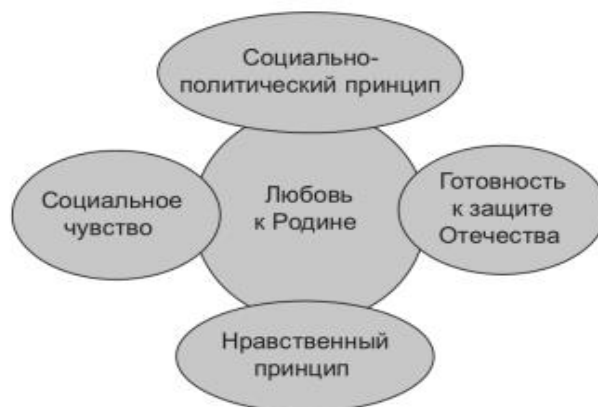 Социально-
политический принцип
Социальное
чувство
Любовь
к Родине
Готовность
к защите
Отечества
Нравственный
принцип